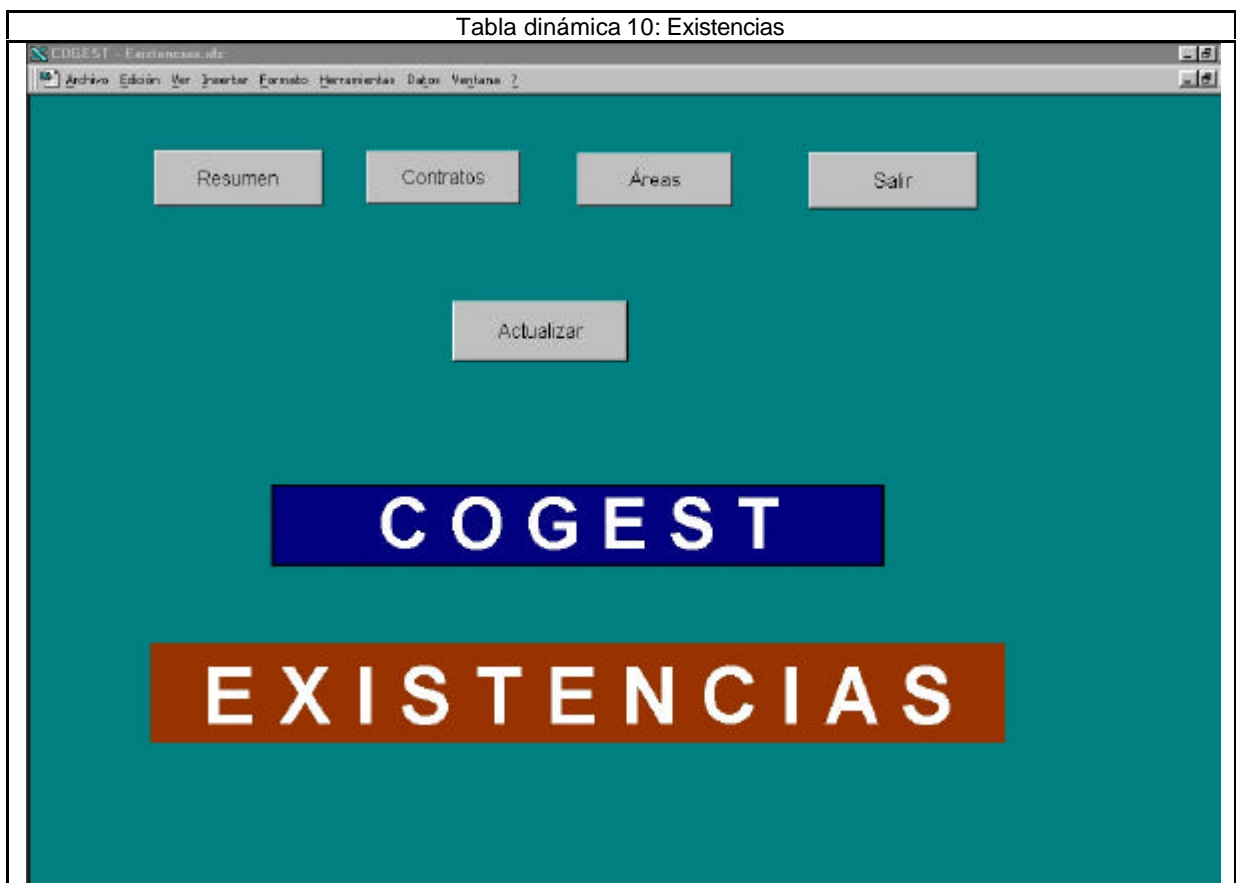 Tabla dinámica 10: Existencias
COGEST - Existencias.xls
Archivo Edición Ver Insertar Formato Herramientas Datos Ventana ?
Resumen Contratos Áreas Salir
Actualizar
C O G E S T
E X I S T E N C I A S